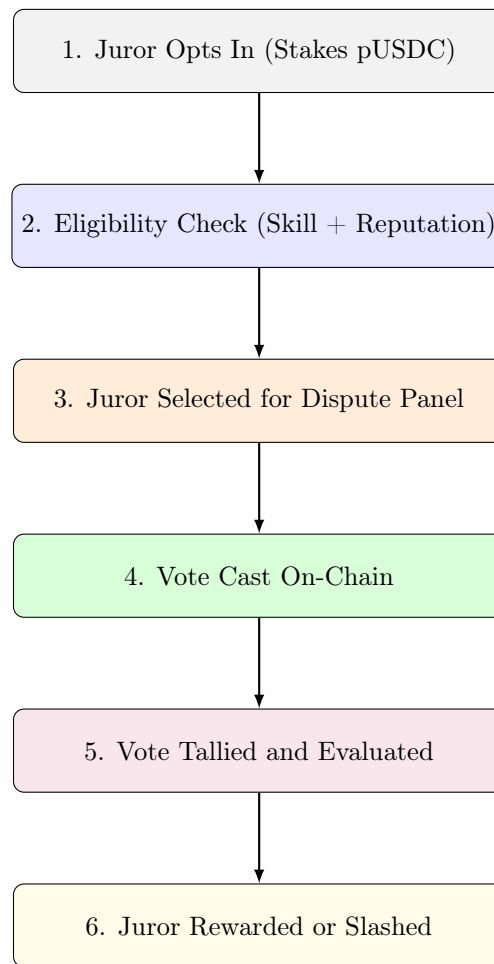 1. Juror Opts In (Stakes pUSDC)
2. Eligibility Check (Skill + Reputation)
3. Juror Selected for Dispute Panel
4. Vote Cast On-Chain
5. Vote Tallied and Evaluated
6. Juror Rewarded or Slashed